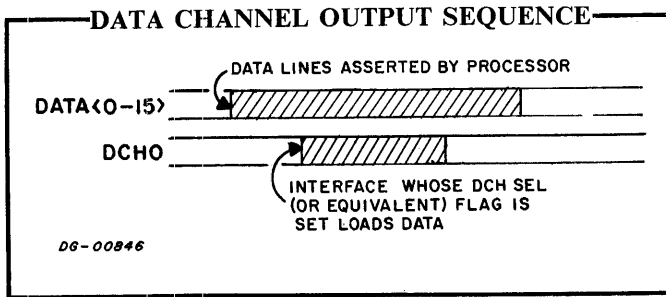 DATA CHANNEL OUTPUT SEQUENCE
DATA LINES ASSERTED BY PROCESSOR
DATA<0-15>
DCHO
INTERFACE WHOSE DCH SEL
(OR EQUIVALENT) FLAG IS
SET LOADS DATA
DG-00846